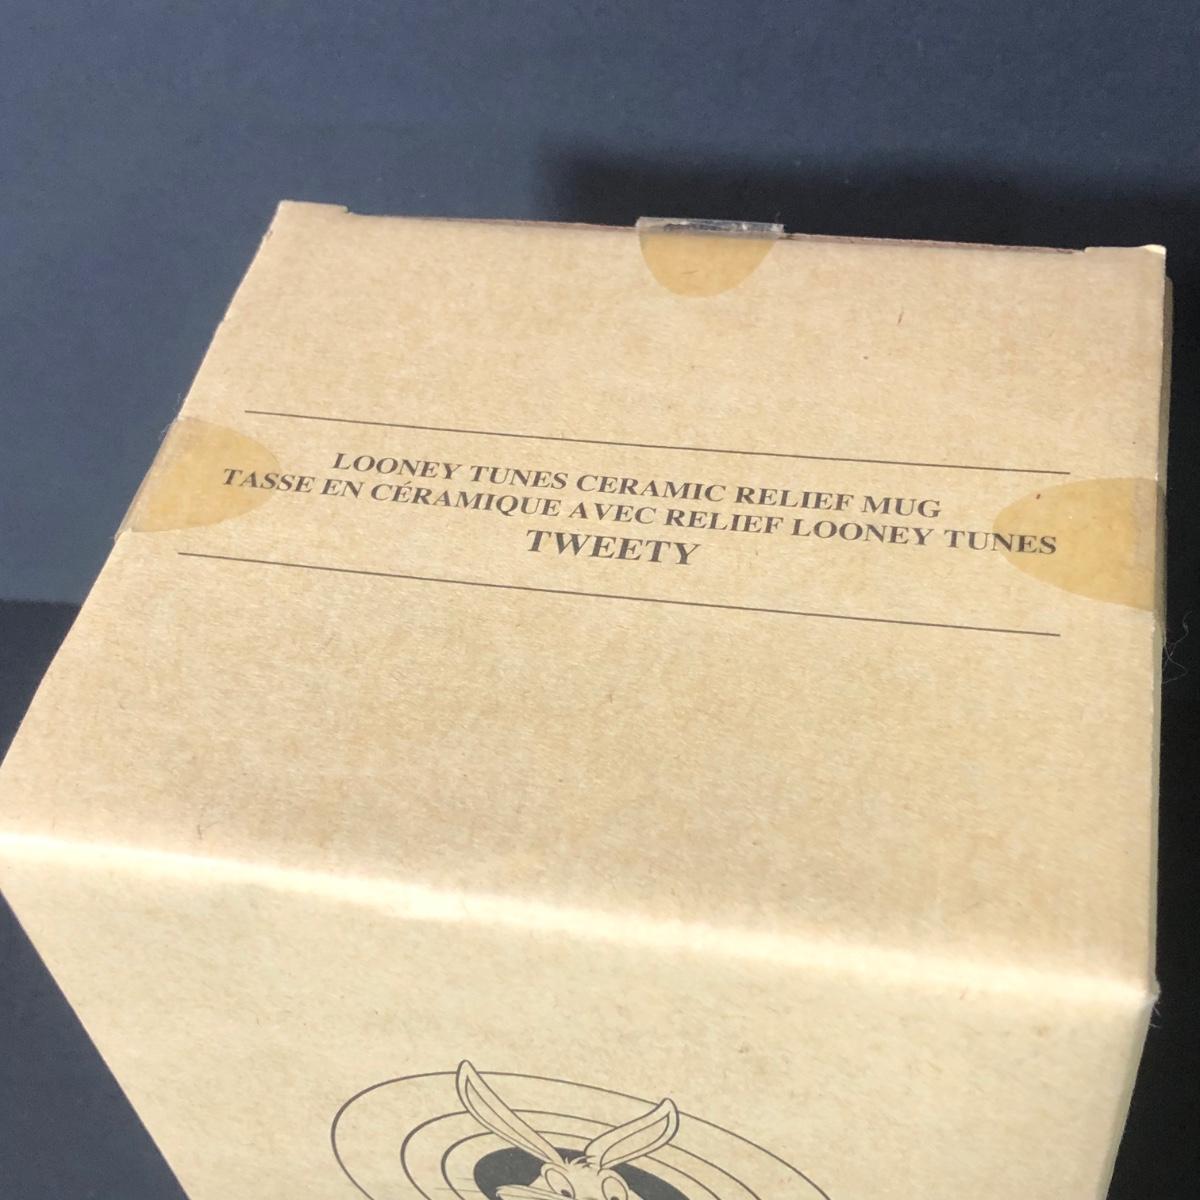 LOONEY TUNES CERAMIC RELIEF MUG
TASSE EN CÉRAMIQUE AVEC RELIEF LOONEY TUNES
TWEETY